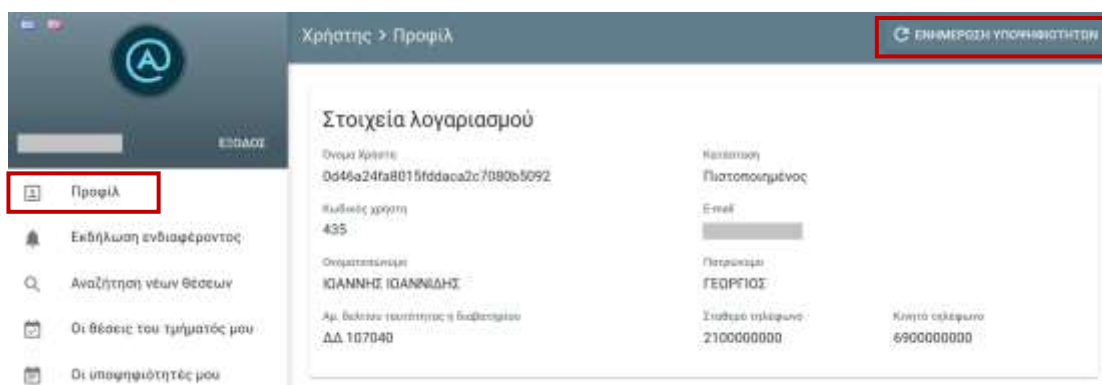 Χρήστης > Προφίλ
ΕΝΗΜΕΡΩΣΗ ΥΠΟΨΗΦΙΟΤΗΤΩΝ
ΕΞΟΔΟΣ
Προφίλ
Εκδήλωση ενδιαφέροντος
Αναζήτηση νέων θέσεων
Οι θέσεις του τμήματός μου
Οι υποψηφιότητές μου
Στοιχεία λογαριασμού
Όνομα Χρήστη
Κατάσταση
0d46a24fa8015fddaca2c7080b5092
Πιστοποιημένος
Κωδικός χρήστη
E-mail
435
Ονοματεπώνυμο
Πατρώνυμο
ΙΩΑΝΝΗΣ ΙΩΑΝΝΙΔΗΣ
ΓΕΩΡΓΙΟΣ
Αρ. δελτίου ταυτότητας ή διαβατηρίου
Σταθερό τηλέφωνο
Κινητό τηλέφωνο
ΔΔ 107040
2100000000
6900000000